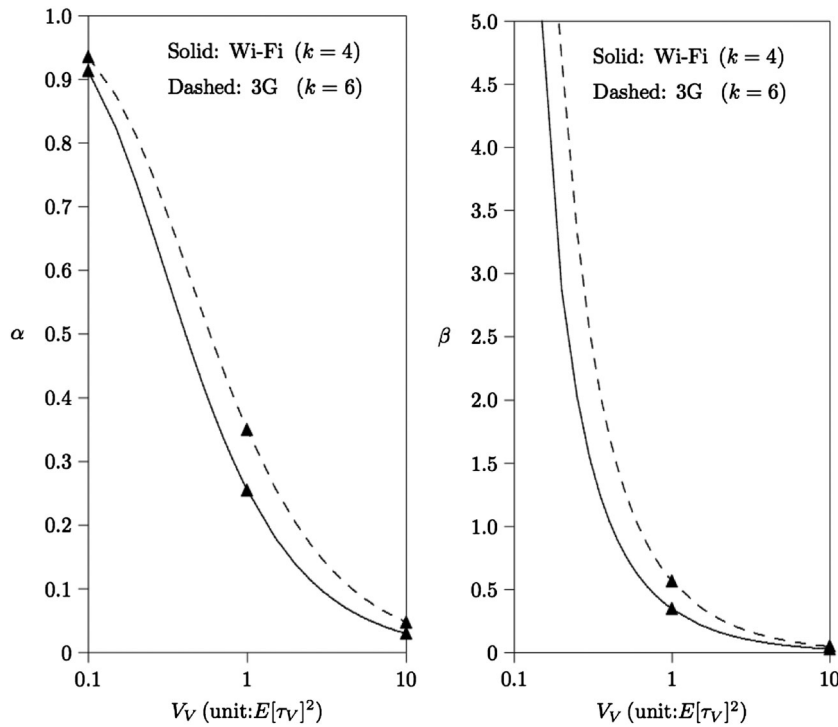 1.0
0.9
0.8
0.7
0.6
0.5
0.4
0.3
0.2
0.1
0
α
Solid: Wi-Fi (k = 4)
Dashed: 3G (k = 6)
0.1 1 10
V_V (unit:E[τ_V]²)
5.0
4.5
4.0
3.5
3.0
2.5
2.0
1.5
1.0
0.5
0
β
Solid: Wi-Fi (k = 4)
Dashed: 3G (k = 6)
0.1 1 10
V_V (unit:E[τ_V]²)